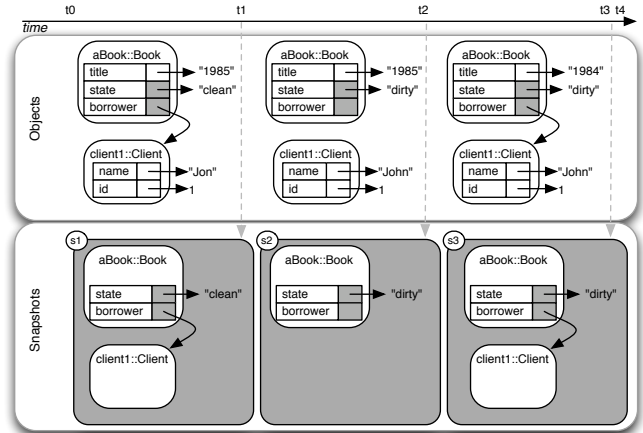 t0 t1 t2 t3 t4
time
Objects
aBook::Book
title "1985"
state "clean"
borrower
client1::Client
name "Jon"
id 1
aBook::Book
title "1985"
state "dirty"
borrower
client1::Client
name "John"
id 1
aBook::Book
title "1984"
state "dirty"
borrower
client1::Client
name "John"
id 1
Snapshots
s1
aBook::Book
state "clean"
borrower
client1::Client
s2
aBook::Book
state "dirty"
borrower
s3
aBook::Book
state "dirty"
borrower
client1::Client